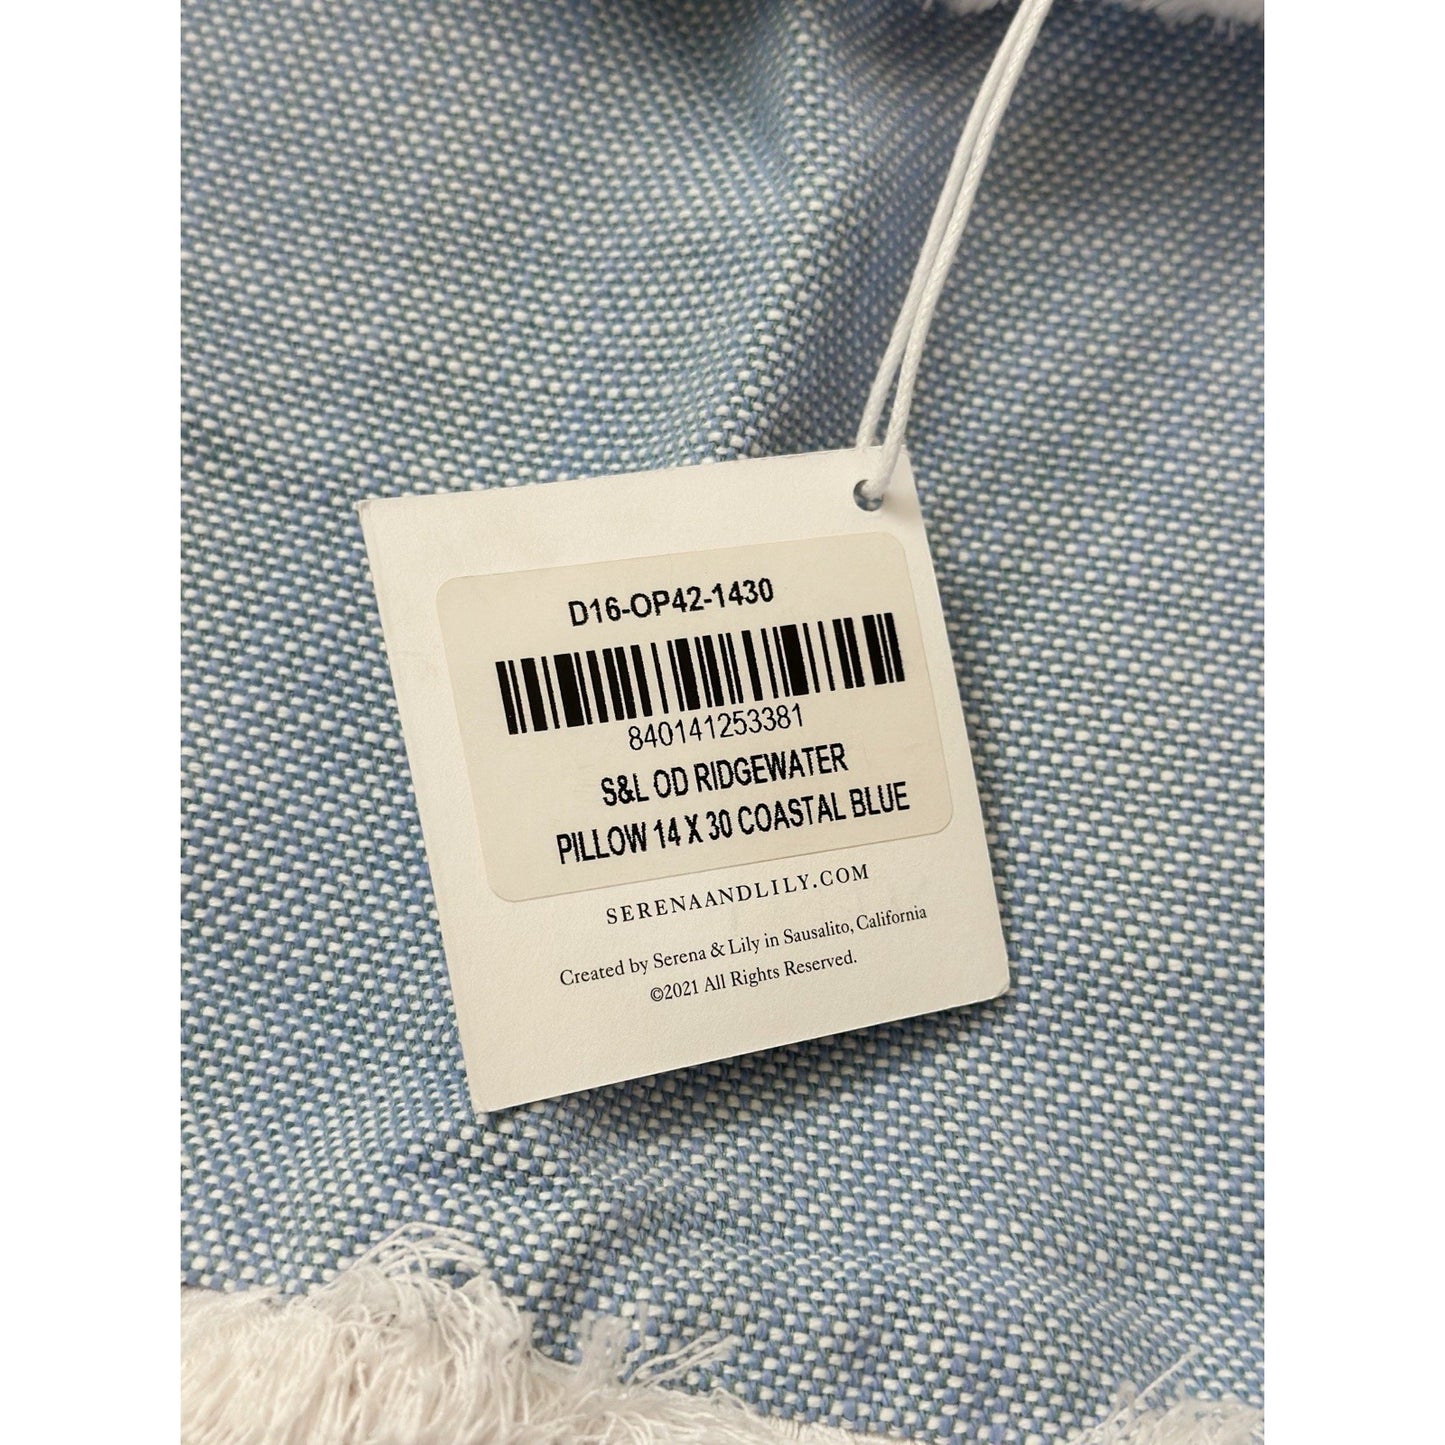 D16-OP42-1430
840141253381
S&L OD RIDGEWATER
PILLOW 14 X 30 COASTAL BLUE
SERENAANDLILY.COM
Created by Serena & Lily in Sausalito, California
©2021 All Rights Reserved.